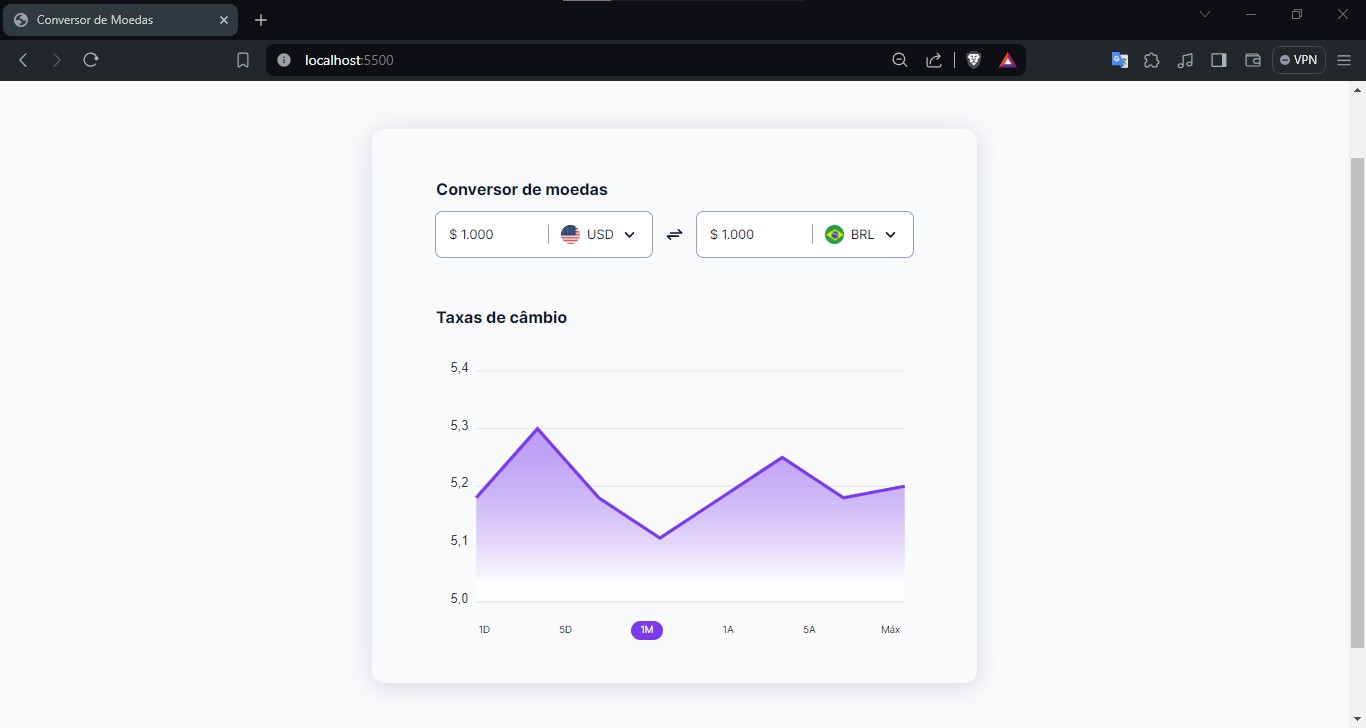 Conversor de Moedas
localhost:5500
VPN
Conversor de moedas
$ 1.000 USD $ 1.000 BRL
Taxas de câmbio
5,4
5,3
5,2
5,1
5,0
1D 5D 1M 1A 5A Máx